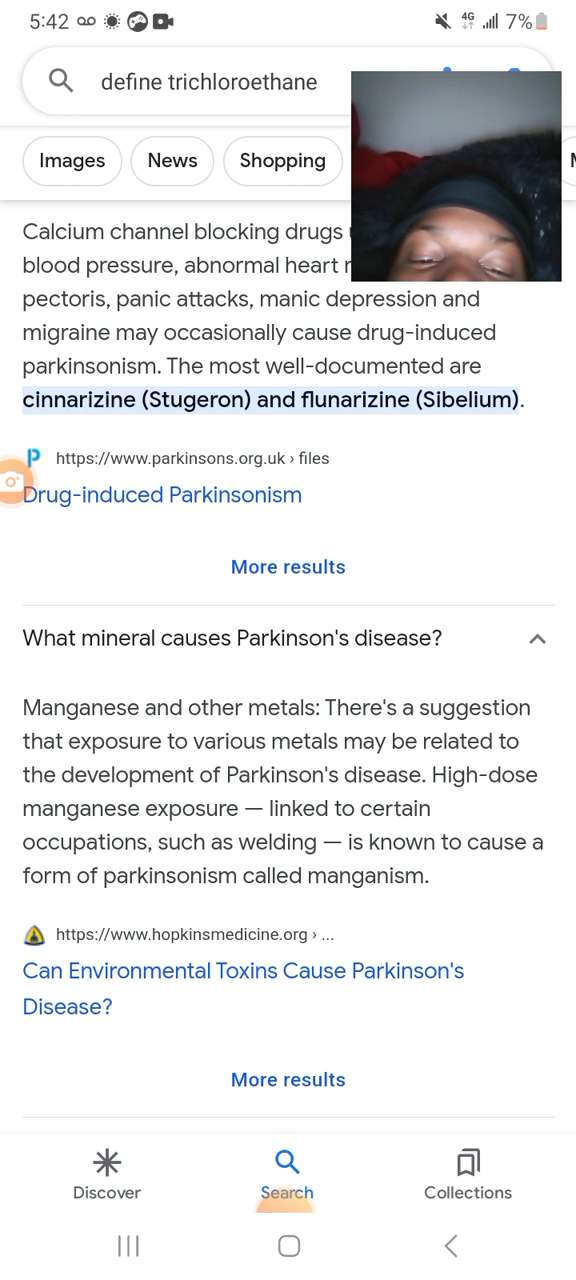 5:42 4G 7%
define trichloroethane
Images News Shopping
Calcium channel blocking drugs
blood pressure, abnormal heart
pectoris, panic attacks, manic depression and
migraine may occasionally cause drug-induced
parkinsonism. The most well-documented are
cinnarizine (Stugeron) and flunarizine (Sibelium).
https://www.parkinsons.org.uk › files
Drug-induced Parkinsonism
More results
What mineral causes Parkinson's disease?
Manganese and other metals: There's a suggestion
that exposure to various metals may be related to
the development of Parkinson's disease. High-dose
manganese exposure — linked to certain
occupations, such as welding — is known to cause a
form of parkinsonism called manganism.
https://www.hopkinsmedicine.org › ...
Can Environmental Toxins Cause Parkinson's
Disease?
More results
Discover Search Collections